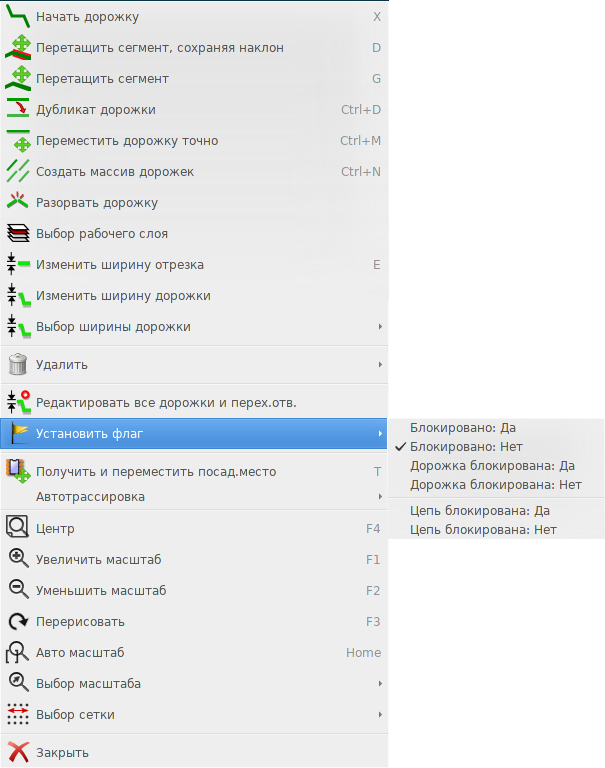 Начать дорожку X
Перетащить сегмент, сохраняя наклон D
Перетащить сегмент G
Дубликат дорожки Ctrl+D
Переместить дорожку точно Ctrl+M
Создать массив дорожек Ctrl+N
Разорвать дорожку
Выбор рабочего слоя
Изменить ширину отрезка E
Изменить ширину дорожки
Выбор ширины дорожки
Удалить
Редактировать все дорожки и перех.отв.
Установить флаг
Блокировано: Да
Блокировано: Нет
Дорожка блокирована: Да
Дорожка блокирована: Нет
Цепь блокирована: Да
Цепь блокирована: Нет
Получить и переместить посад.место T
Автотрассировка
Центр F4
Увеличить масштаб F1
Уменьшить масштаб F2
Перерисовать F3
Авто масштаб Home
Выбор масштаба
Выбор сетки
Закрыть